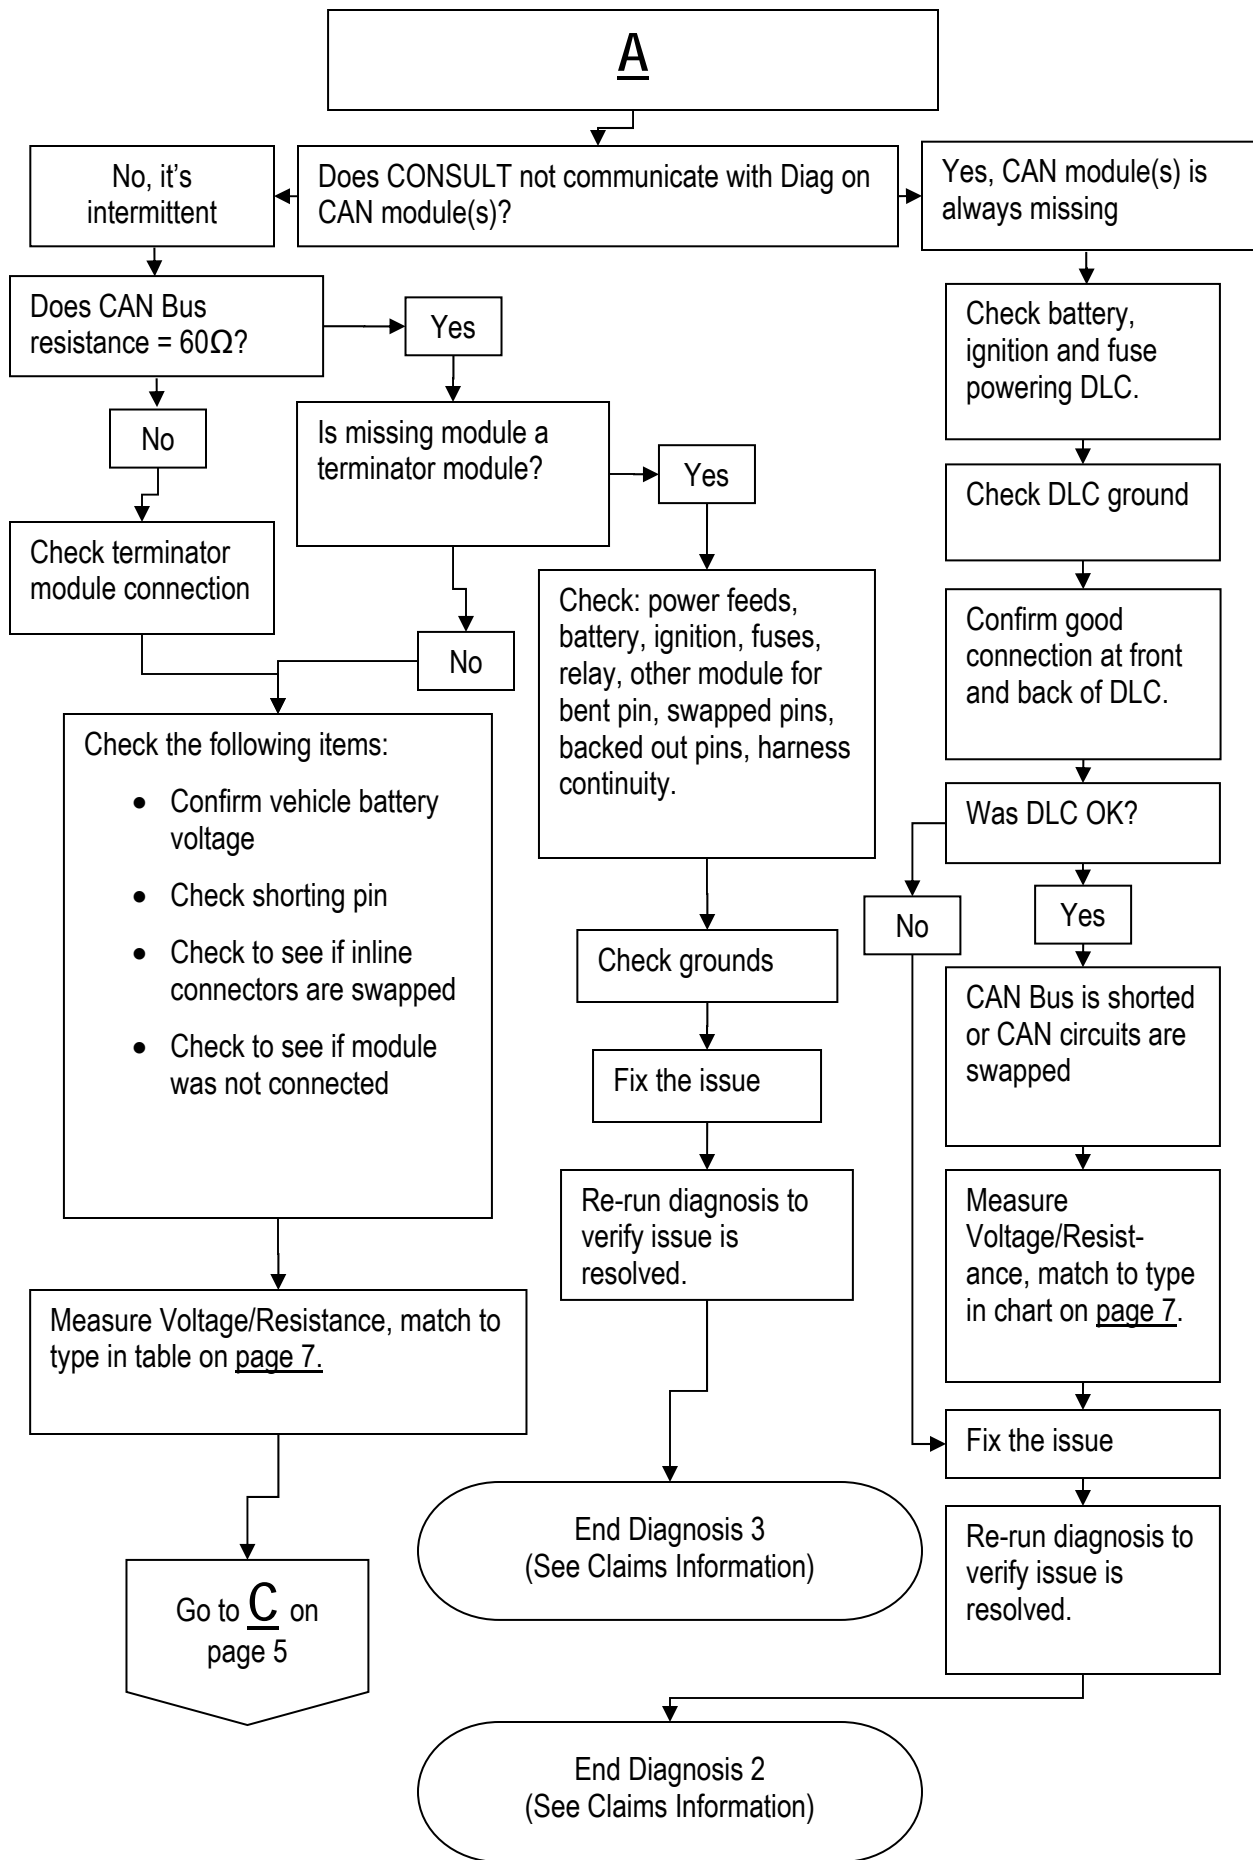 A
No, it's
intermittent
Does CONSULT not communicate with Diag on
CAN module(s)?
Yes, CAN module(s) is
always missing
Does CAN Bus
resistance = 60Ω?
Yes
No
Check terminator
module connection
Is missing module a
terminator module?
Yes
No
Check the following items:
• Confirm vehicle battery
voltage
• Check shorting pin
• Check to see if inline
connectors are swapped
• Check to see if module
was not connected
Measure Voltage/Resistance, match to
type in table on page 7.
Go to C on
page 5
Check: power feeds,
battery, ignition, fuses,
relay, other module for
bent pin, swapped pins,
backed out pins, harness
continuity.
Check grounds
Fix the issue
Re-run diagnosis to
verify issue is
resolved.
End Diagnosis 3
(See Claims Information)
Check battery,
ignition and fuse
powering DLC.
Check DLC ground
Confirm good
connection at front
and back of DLC.
Was DLC OK?
No
Yes
CAN Bus is shorted
or CAN circuits are
swapped
Measure
Voltage/Resist-
ance, match to type
in chart on page 7.
Fix the issue
Re-run diagnosis to
verify issue is
resolved.
End Diagnosis 2
(See Claims Information)